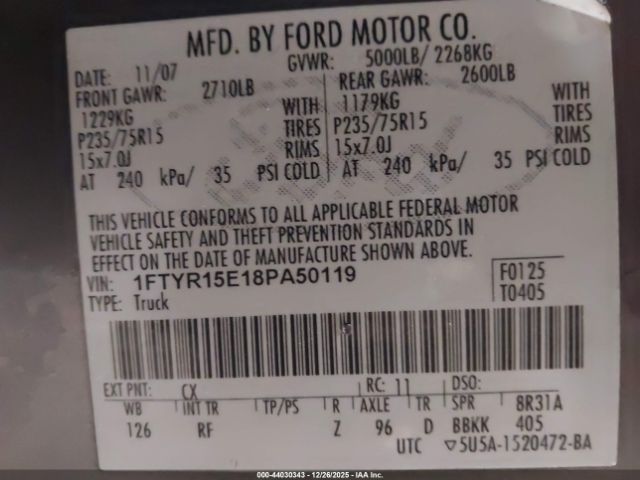 MFD. BY FORD MOTOR CO.
DATE: 11/07 GVWR: 5000LB/ 2268KG
FRONT GAWR: 2710LB REAR GAWR: 2600LB
1229KG WITH 1179KG WITH
P235/75R15 TIRES P235/75R15 TIRES
15x7.0J RIMS 15x7.0J RIMS
AT 240 kPa/ 35 PSI COLD AT 240 kPa/ 35 PSI COLD
THIS VEHICLE CONFORMS TO ALL APPLICABLE FEDERAL MOTOR
VEHICLE SAFETY AND THEFT PREVENTION STANDARDS IN
EFFECT ON THE DATE OF MANUFACTURE SHOWN ABOVE.
VIN: 1FTYR15E18PA50119 F0125
TYPE: Truck T0405
EXT PNT: CX RC: 11 DSO:
WB INT TR TP/PS R AXLE TR SPR 8R31A
126 RF Z 96 D BBKK 405
UTC ▽5U5A-1520472-BA
000-44030343 - 12/26/2025 - IAA Inc.